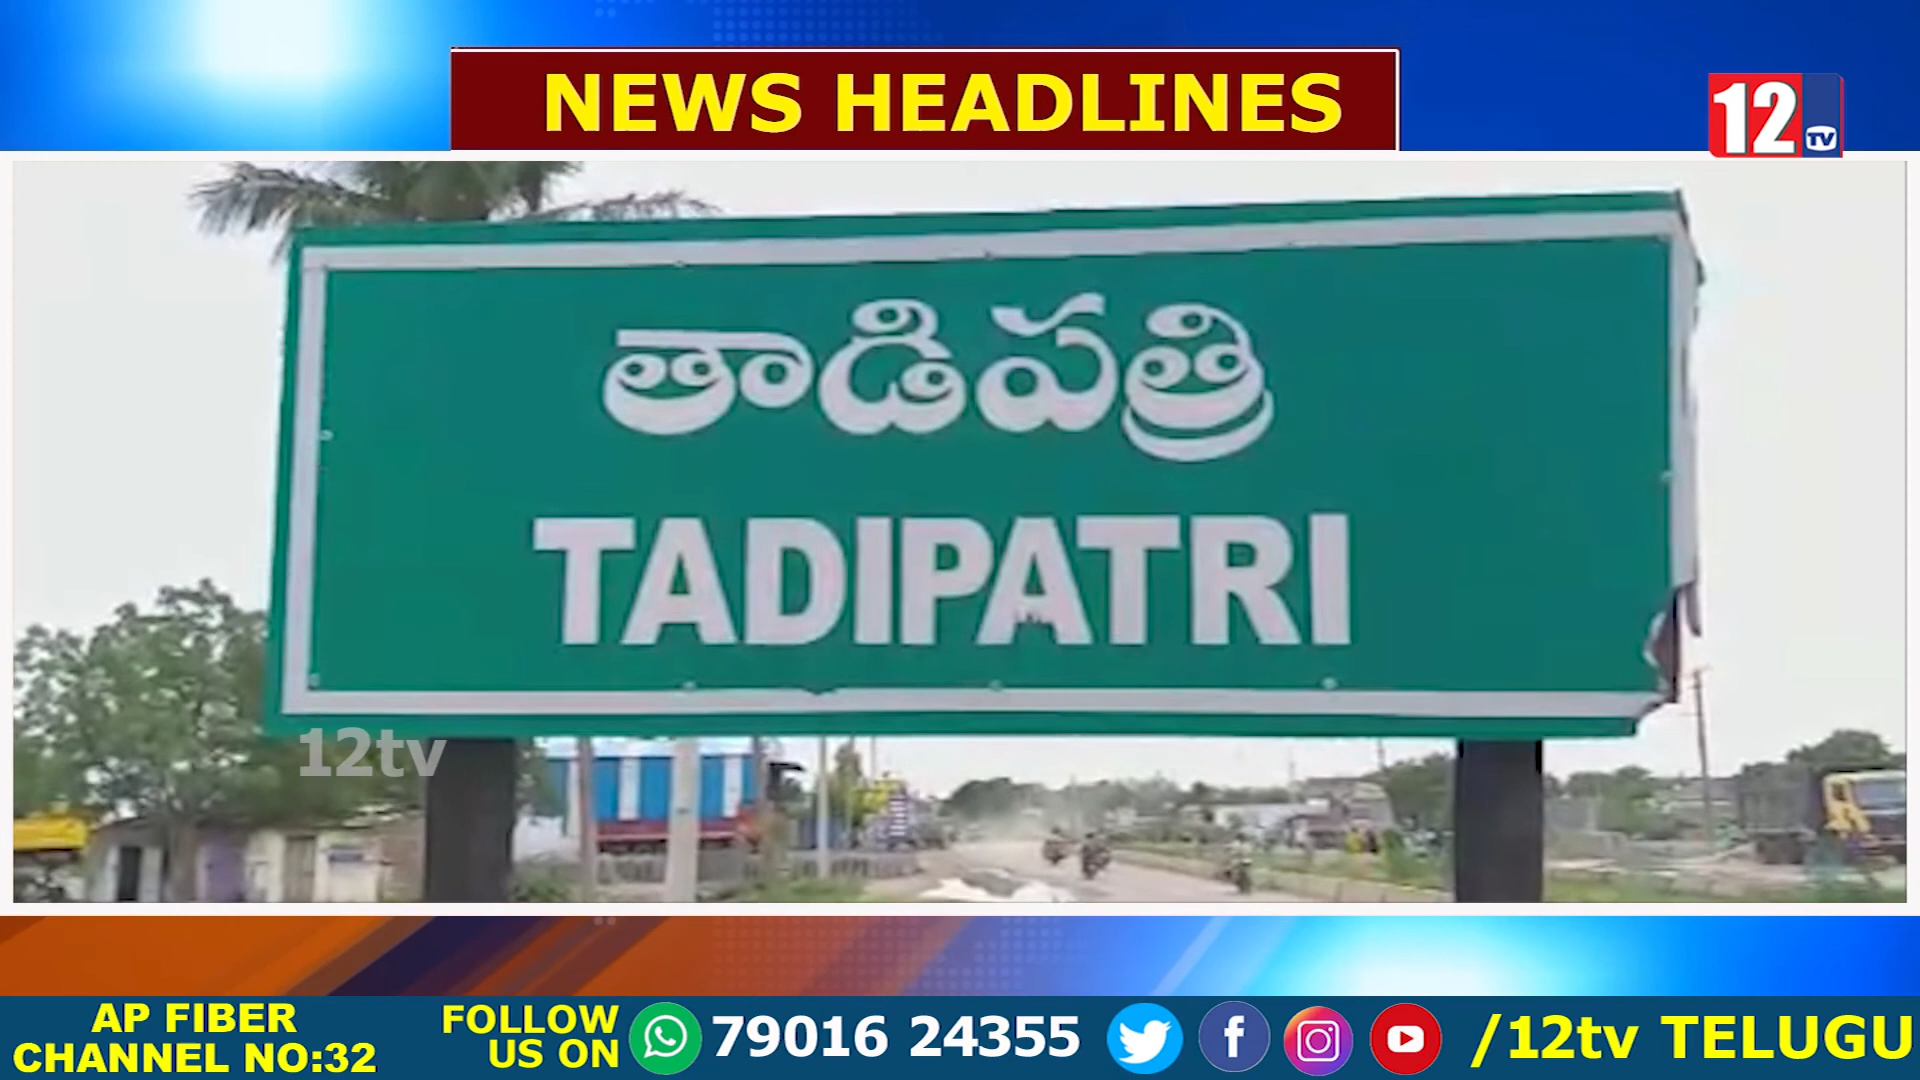 NEWS HEADLINES
12 TV
తాడిపత్రి
TADIPATRI
12tv
AP FIBER
CHANNEL NO:32
FOLLOW
US ON
79016 24355
/12tv TELUGU